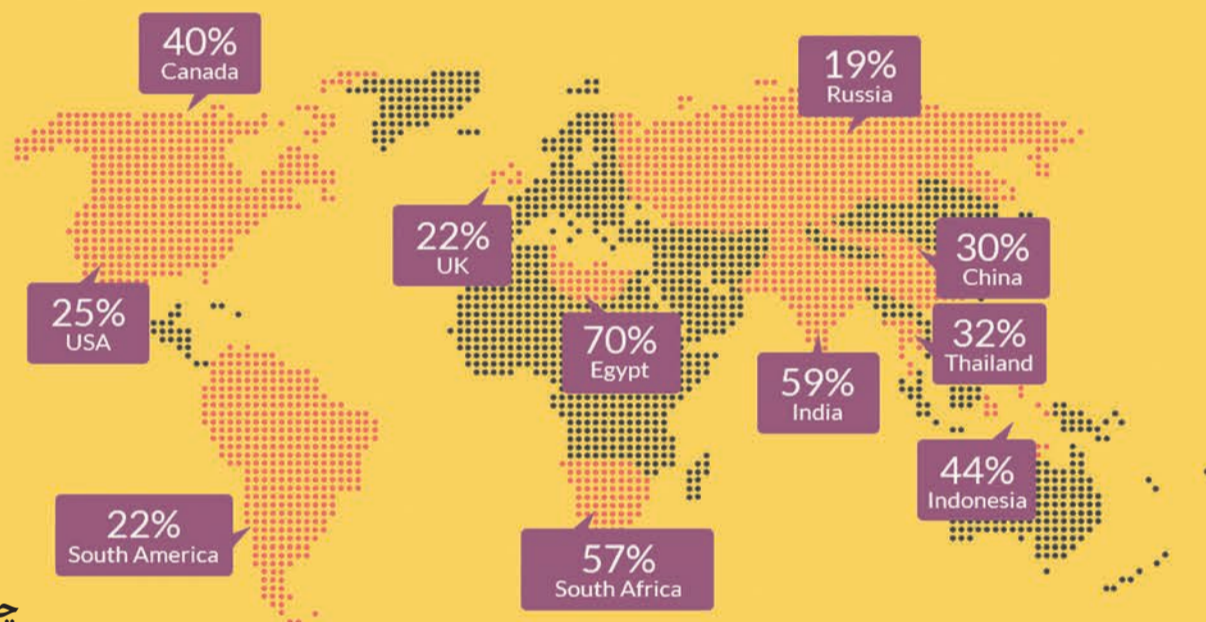 40%
Canada
19%
Russia
22%
UK
30%
China
25%
USA
70%
Egypt
32%
Thailand
59%
India
44%
Indonesia
22%
South America
57%
South Africa